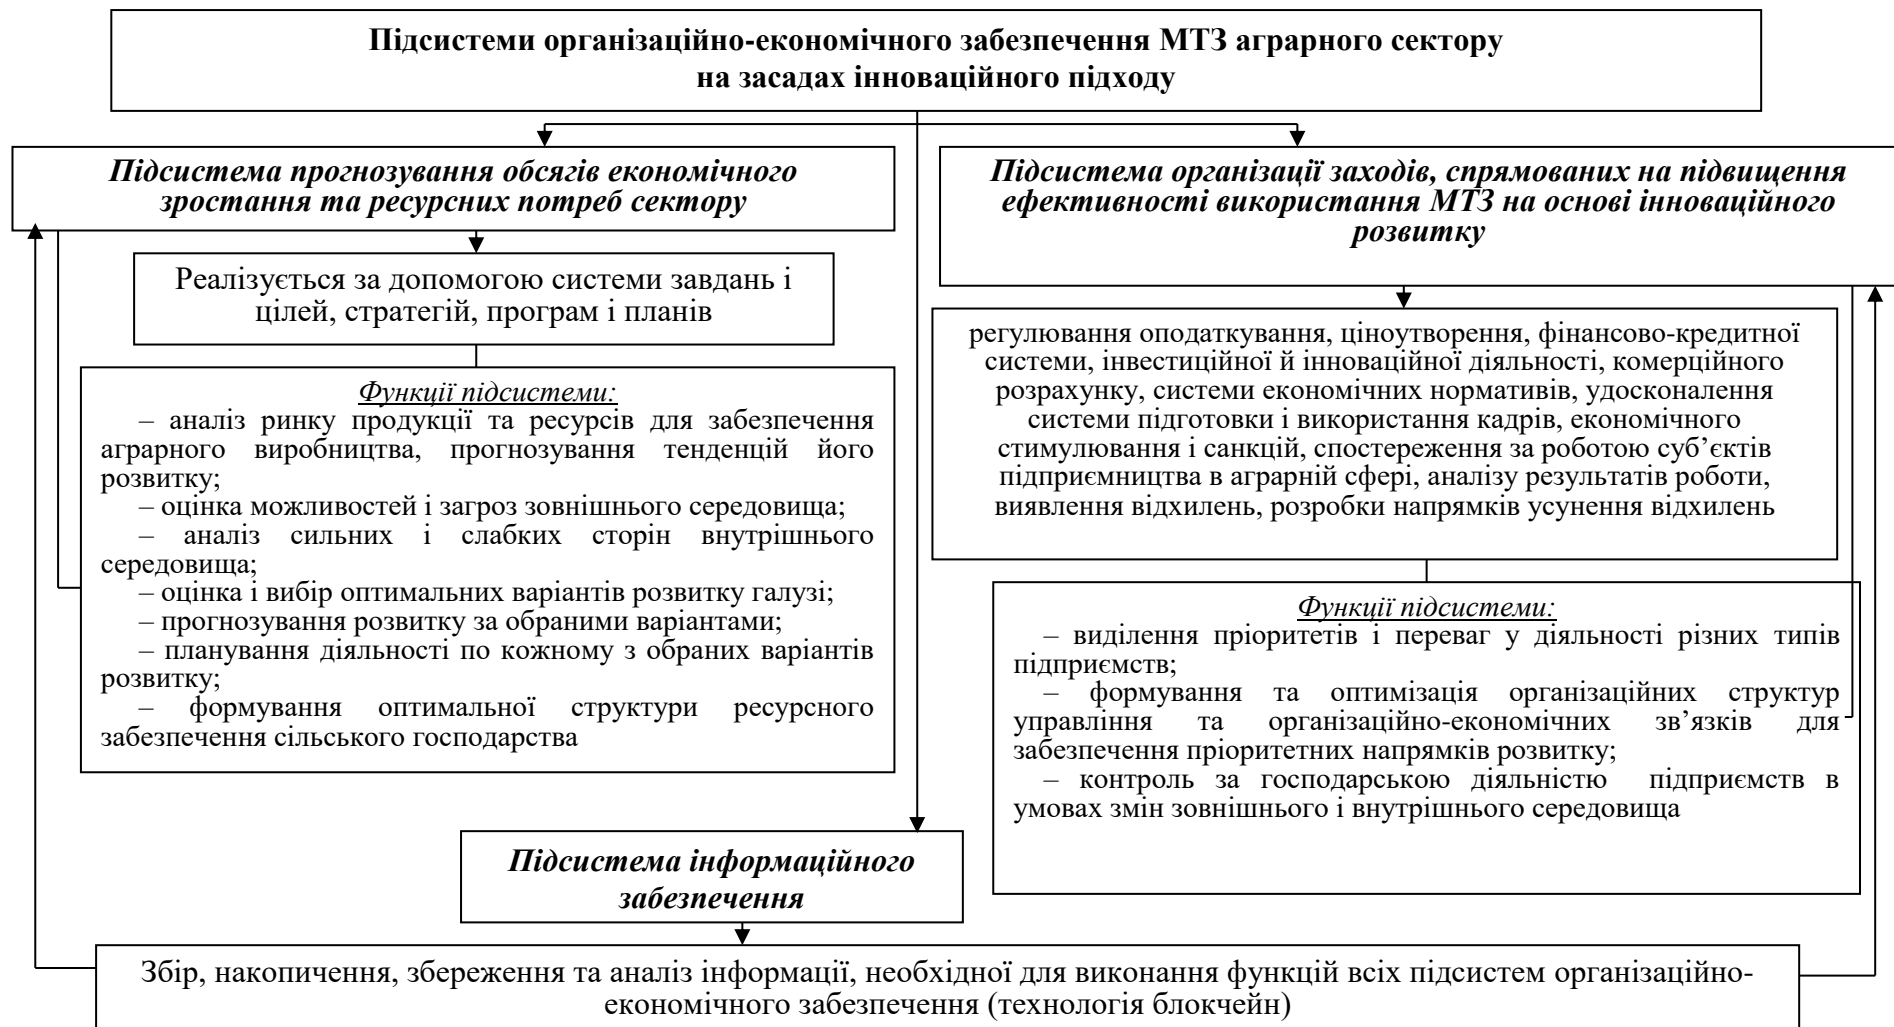 Підсистеми організаційно-економічного забезпечення МТЗ аграрного сектору
на засадах інноваційного підходу
Підсистема прогнозування обсягів економічного
зростання та ресурсних потреб сектору
Реалізується за допомогою системи завдань і
цілей, стратегій, програм і планів
Функції підсистеми:
– аналіз ринку продукції та ресурсів для забезпечення
аграрного виробництва, прогнозування тенденцій його
розвитку;
– оцінка можливостей і загроз зовнішнього середовища;
– аналіз сильних і слабких сторін внутрішнього
середовища;
– оцінка і вибір оптимальних варіантів розвитку галузі;
– прогнозування розвитку за обраними варіантами;
– планування діяльності по кожному з обраних варіантів
розвитку;
– формування оптимальної структури ресурсного
забезпечення сільського господарства
Підсистема організації заходів, спрямованих на підвищення
ефективності використання МТЗ на основі інноваційного
розвитку
регулювання оподаткування, ціноутворення, фінансово-кредитної
системи, інвестиційної й інноваційної діяльності, комерційного
розрахунку, системи економічних нормативів, удосконалення
системи підготовки і використання кадрів, економічного
стимулювання і санкцій, спостереження за роботою суб’єктів
підприємництва в аграрній сфері, аналізу результатів роботи,
виявлення відхилень, розробки напрямків усунення відхилень
Функції підсистеми:
– виділення пріоритетів і переваг у діяльності різних типів
підприємств;
– формування та оптимізація організаційних структур
управління та організаційно-економічних зв’язків для
забезпечення пріоритетних напрямків розвитку;
– контроль за господарською діяльністю підприємств в
умовах змін зовнішнього і внутрішнього середовища
Підсистема інформаційного
забезпечення
Збір, накопичення, збереження та аналіз інформації, необхідної для виконання функцій всіх підсистем організаційно-
економічного забезпечення (технологія блокчейн)